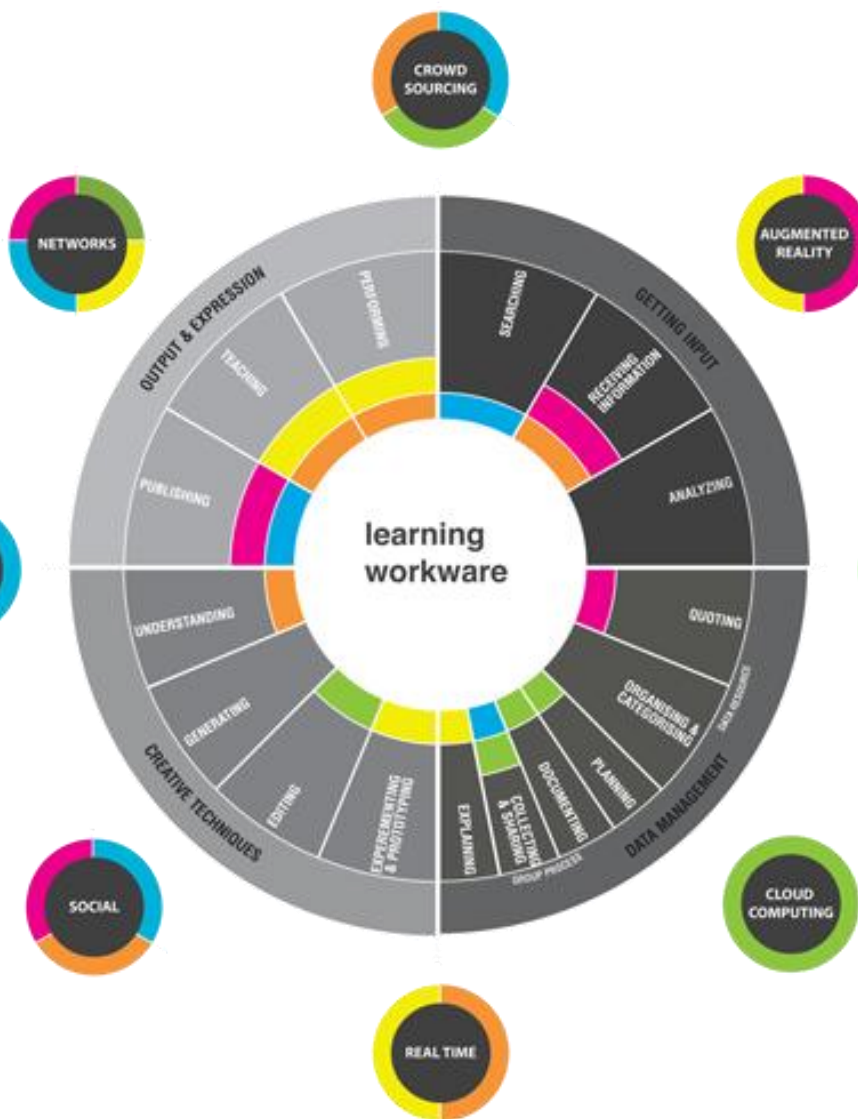 CROWD
SOURCING
NETWORKS
AUGMENTED
REALITY
OUTPUT & EXPRESSION
GETTING INPUT
PERFORMING
SEARCHING
TEACHING
RECEIVING
INFORMATION
PUBLISHING
ANALYZING
learning
workware
UNDERSTANDING
QUOTING
GENERATING
ORGANISING &
CATEGORISING
DATA RESOURCE
EDITING
PLANNING
EXPEREMENTING
& PROTOTYPING
EXPLAINING
COLLECTING
& SHARING
DOCUMENTING
GROUP PROCESS
CREATIVE TECHNIQUES
DATA MANAGEMENT
SOCIAL
CLOUD
COMPUTING
REAL TIME